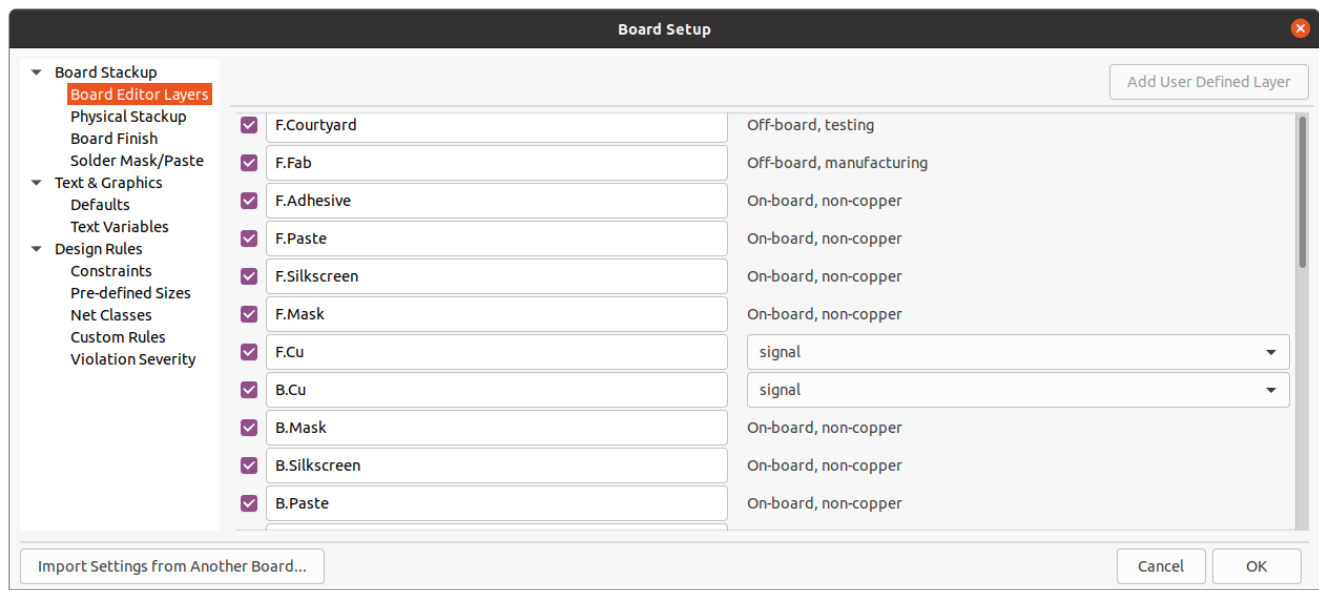 Board Setup
Board Stackup
Board Editor Layers
Physical Stackup
Board Finish
Solder Mask/Paste
Text & Graphics
Defaults
Text Variables
Design Rules
Constraints
Pre-defined Sizes
Net Classes
Custom Rules
Violation Severity
Add User Defined Layer
F.Courtyard Off-board, testing
F.Fab Off-board, manufacturing
F.Adhesive On-board, non-copper
F.Paste On-board, non-copper
F.Silkscreen On-board, non-copper
F.Mask On-board, non-copper
F.Cu signal
B.Cu signal
B.Mask On-board, non-copper
B.Silkscreen On-board, non-copper
B.Paste On-board, non-copper
Import Settings from Another Board...
Cancel
OK